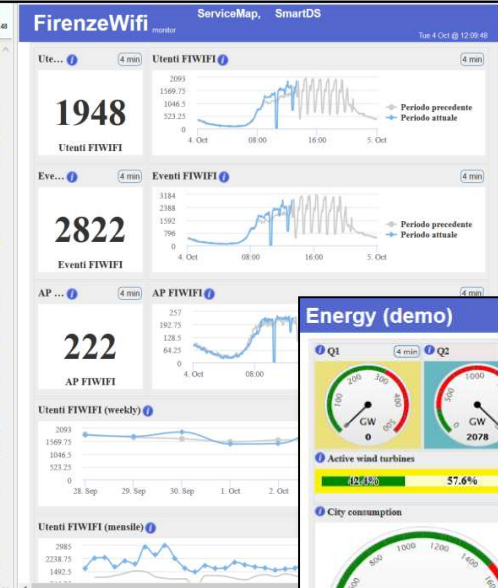 48
FirenzeWifi monitor
ServiceMap, SmartDS
Tue 4 Oct @ 12:09:48
Ute... 4 min
Utenti FIWIFI 4 min
1948
Utenti FIWIFI
2093
1569.75
1046.5
523.25
0
4. Oct 08:00 16:00 5. Oct
Periodo precedente
Periodo attuale
Eve... 4 min
Eventi FIWIFI 4 min
2822
Eventi FIWIFI
3184
2388
1592
796
0
4. Oct 08:00 16:00 5. Oct
Periodo precedente
Periodo attuale
AP ... 4 min
AP FIWIFI 4 min
222
AP FIWIFI
257
192.75
128.5
64.25
0
4. Oct 08:00
Utenti FIWIFI (weekly)
2093
1569.75
1046.5
523.25
0
28. Sep 29. Sep 30. Sep 1. Oct 2. Oct
Utenti FIWIFI (mensile)
2985
2238.75
1492.5
Energy (demo)
Q1 4 min
Q2
100 200 300 400
GW
0
500 1000
GW
2078
Active wind turbines
42.4% 57.6%
City consumption
800 1000 1200